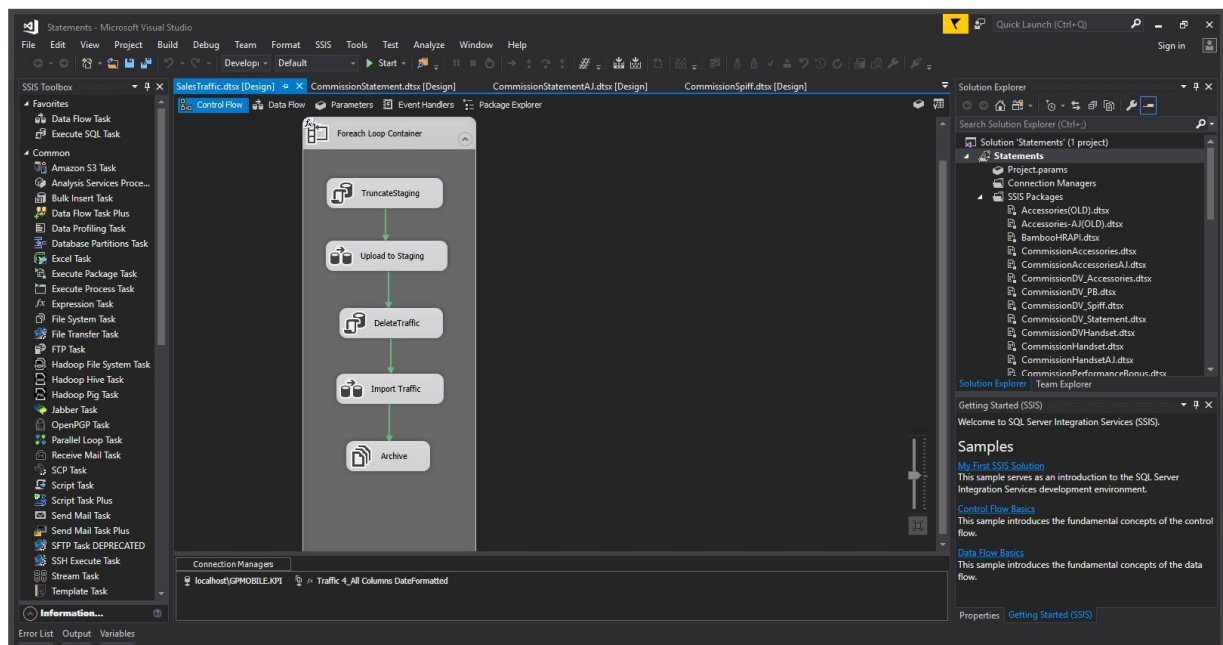 Statements - Microsoft Visual Studio
Quick Launch (Ctrl+Q)
File Edit View Project Build Debug Team Format SSIS Tools Test Analyze Window Help
Sign in
Developı Default Start
SSIS Toolbox
Favorites
Data Flow Task
Execute SQL Task
Common
Amazon S3 Task
Analysis Services Proce...
Bulk Insert Task
Data Flow Task Plus
Data Profiling Task
Database Partitions Task
Excel Task
Execute Package Task
Execute Process Task
Expression Task
File System Task
File Transfer Task
FTP Task
Hadoop File System Task
Hadoop Hive Task
Hadoop Pig Task
Jabber Task
OpenPGP Task
Parallel Loop Task
Receive Mail Task
SCP Task
Script Task
Script Task Plus
Send Mail Task
Send Mail Task Plus
SFTP Task DEPRECATED
SSH Execute Task
Stream Task
Template Task
Information...
SalesTraffic.dtsx [Design] CommissionStatement.dtsx [Design] CommissionStatementAJ.dtsx [Design] CommissionSpiff.dtsx [Design]
Control Flow Data Flow Parameters Event Handlers Package Explorer
Foreach Loop Container
TruncateStaging
Upload to Staging
DeleteTraffic
Import Traffic
Archive
Connection Managers
localhost\GPMOBILE.KPI fx Traffic 4_All Columns DateFormatted
Solution Explorer
Search Solution Explorer (Ctrl+;)
Solution 'Statements' (1 project)
Statements
Project.params
Connection Managers
SSIS Packages
Accessories(OLD).dtsx
Accessories-AJ(OLD).dtsx
BambooHRAPI.dtsx
CommissionAccessories.dtsx
CommissionAccessoriesAJ.dtsx
CommissionDV_Accessories.dtsx
CommissionDV_PB.dtsx
CommissionDV_Spiff.dtsx
CommissionDV_Statement.dtsx
CommissionDVHandset.dtsx
CommissionHandset.dtsx
CommissionHandsetAJ.dtsx
CommissionPerformanceBonus.dtsx
Solution Explorer Team Explorer
Getting Started (SSIS)
Welcome to SQL Server Integration Services (SSIS).
Samples
My First SSIS Solution
This sample serves as an introduction to the SQL Server
Integration Services development environment.
Control Flow Basics
This sample introduces the fundamental concepts of the control
flow.
Data Flow Basics
This sample introduces the fundamental concepts of the data
flow.
Properties Getting Started (SSIS)
Error List Output Variables